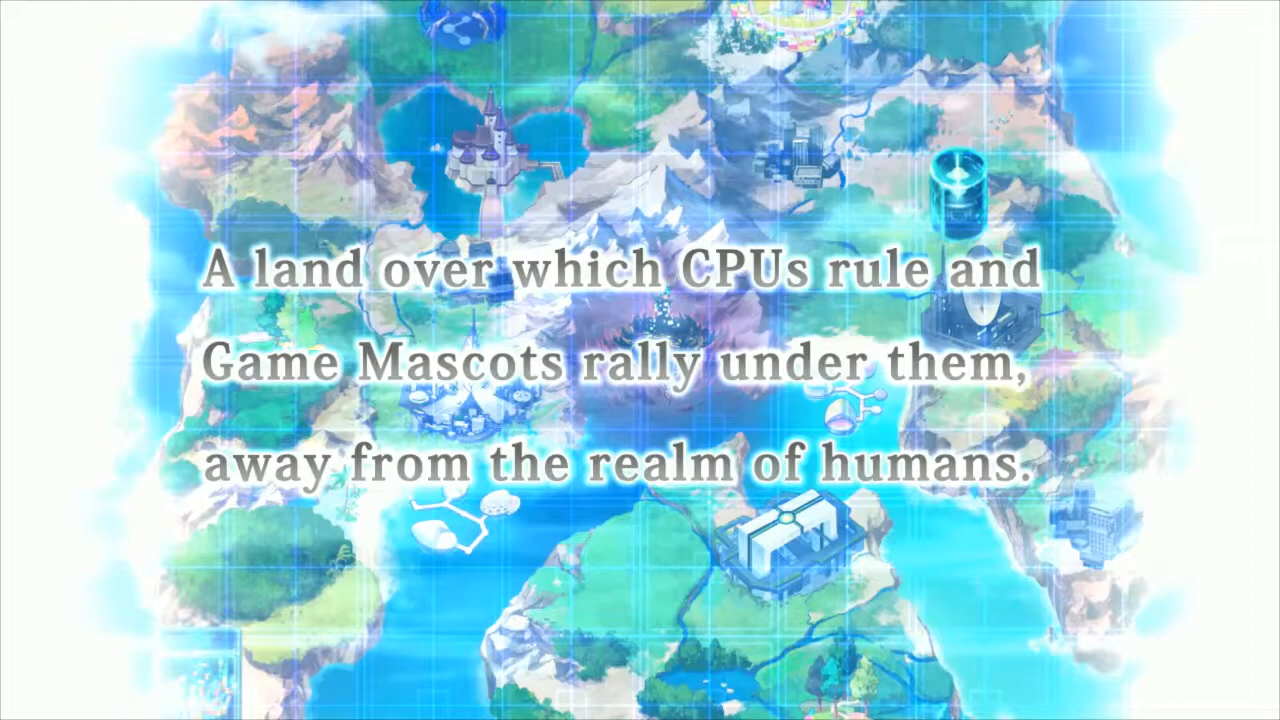 A land over which CPUs rule and
Game Mascots rally under them,
away from the realm of humans.